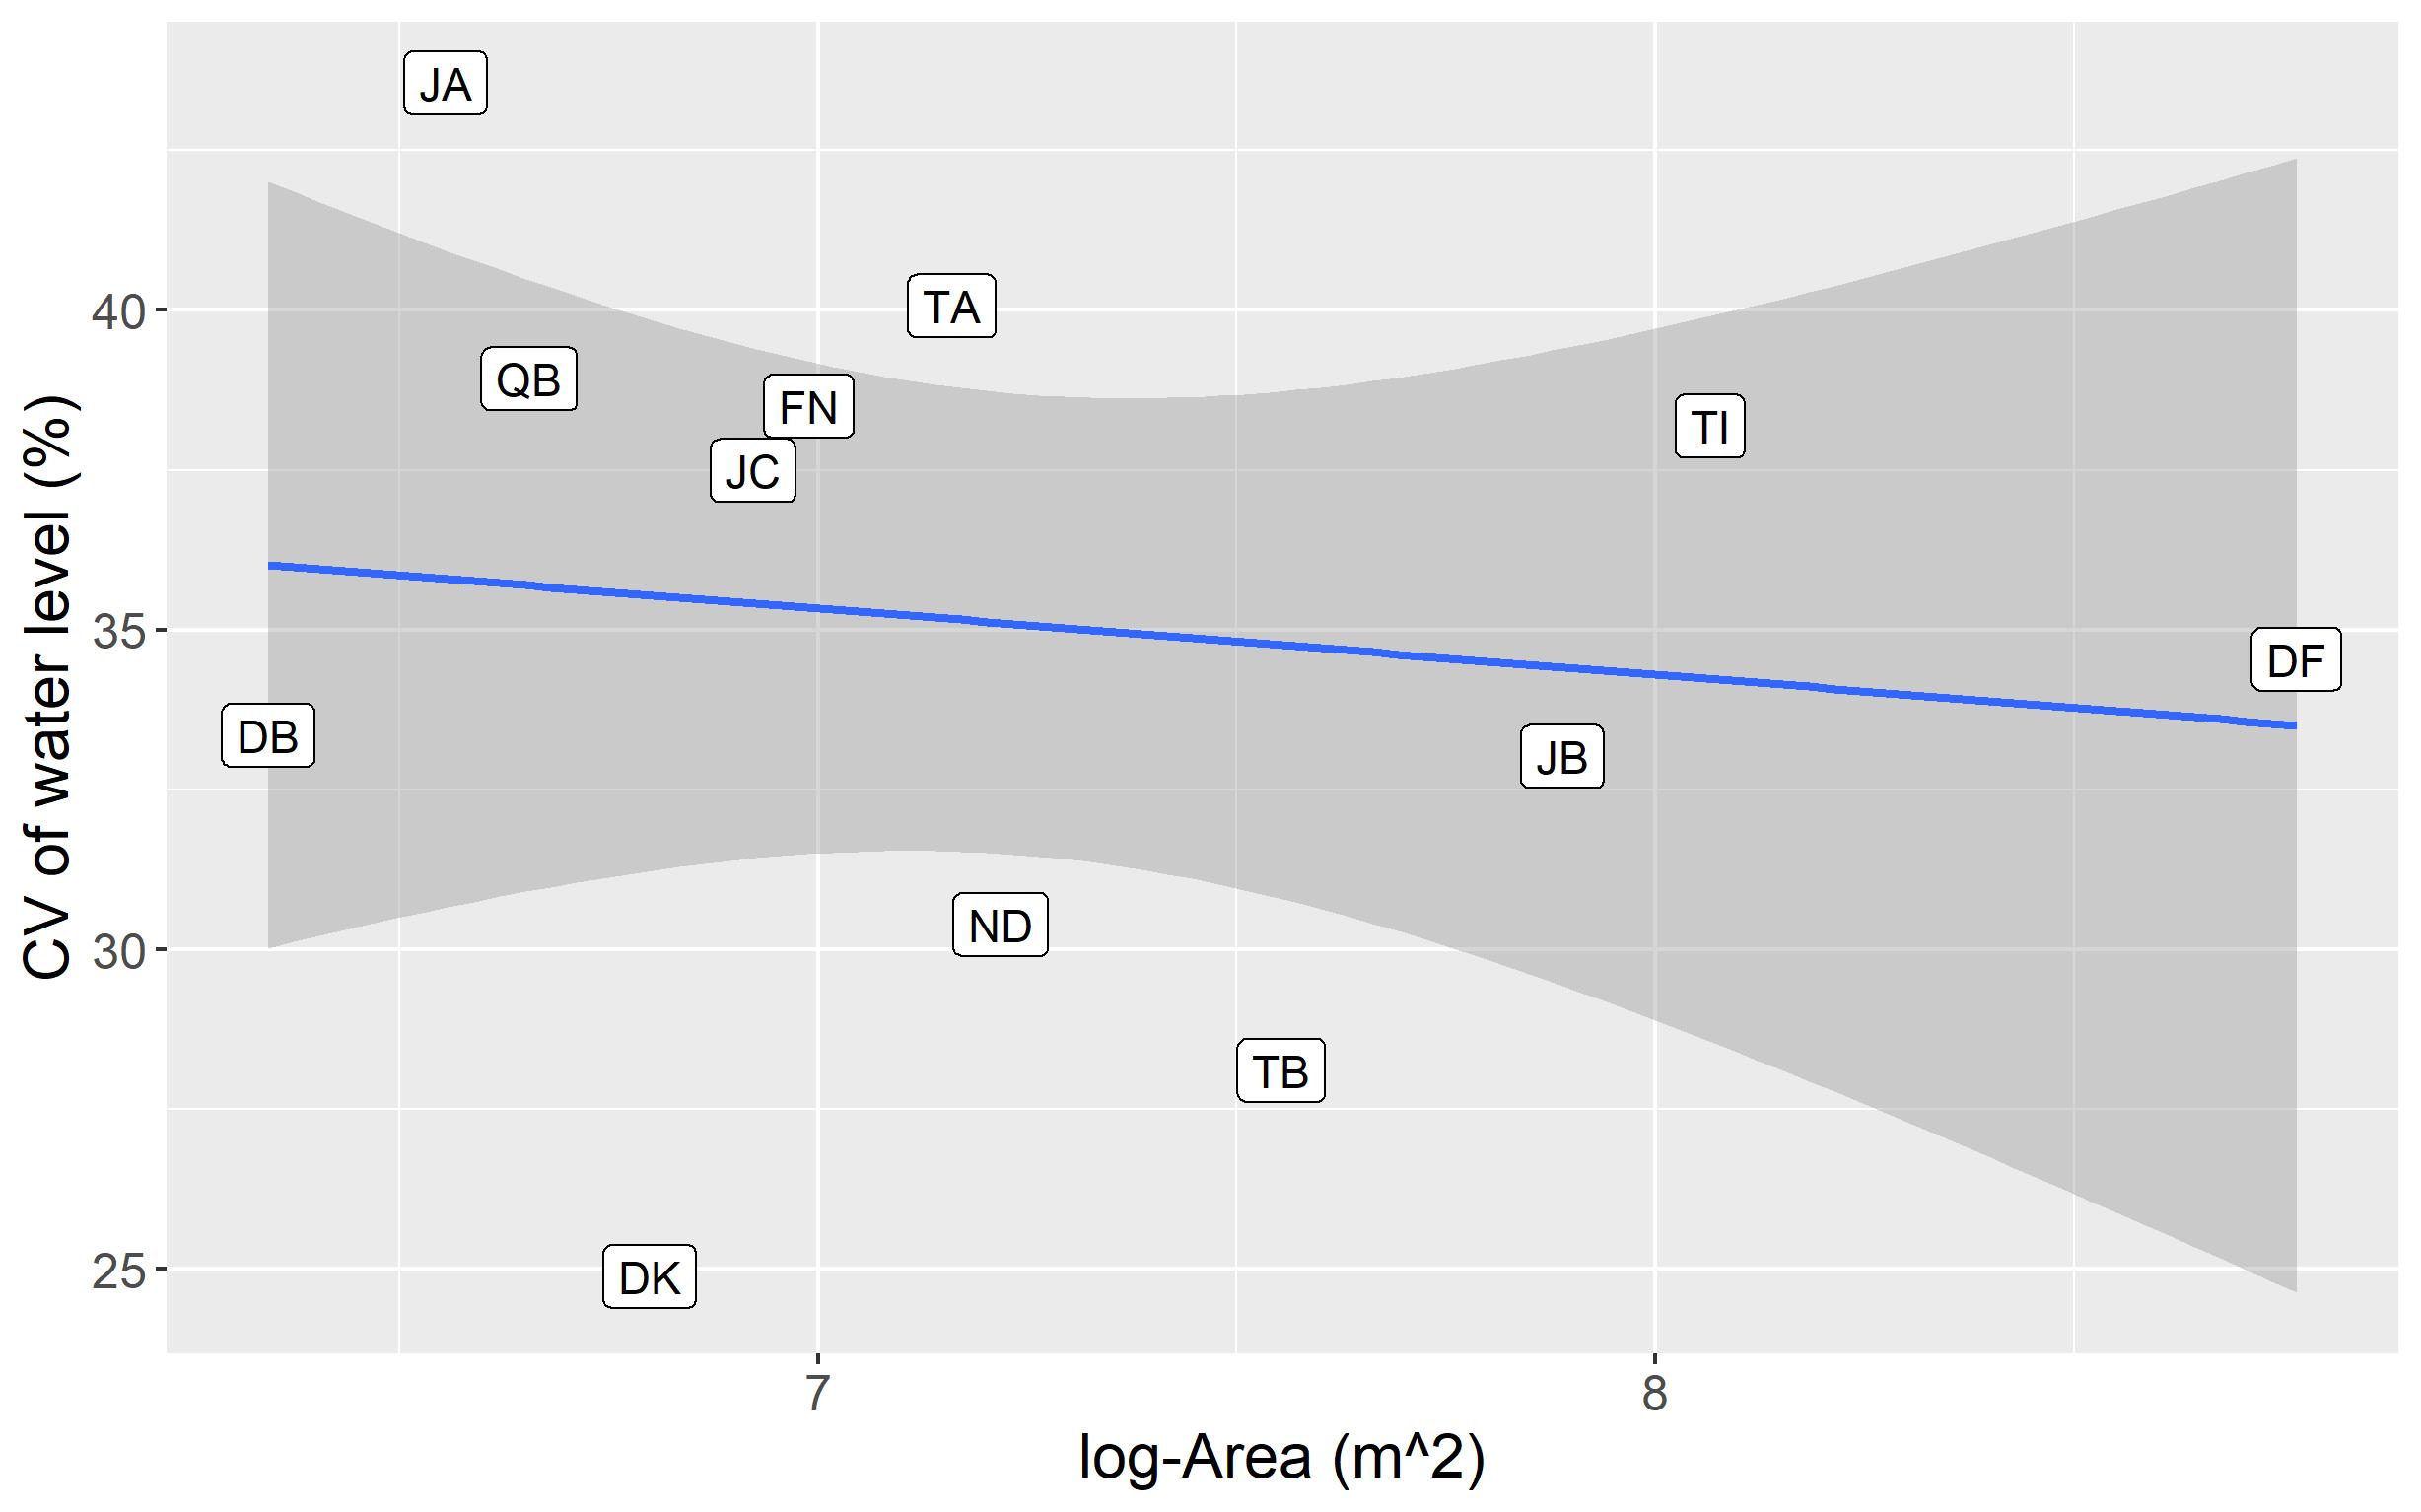 CV of water level (%)
40
35
30
25
JA
TA
QB
FN
TI
JC
DF
DB
JB
ND
TB
DK
7
8
log-Area (m^2)